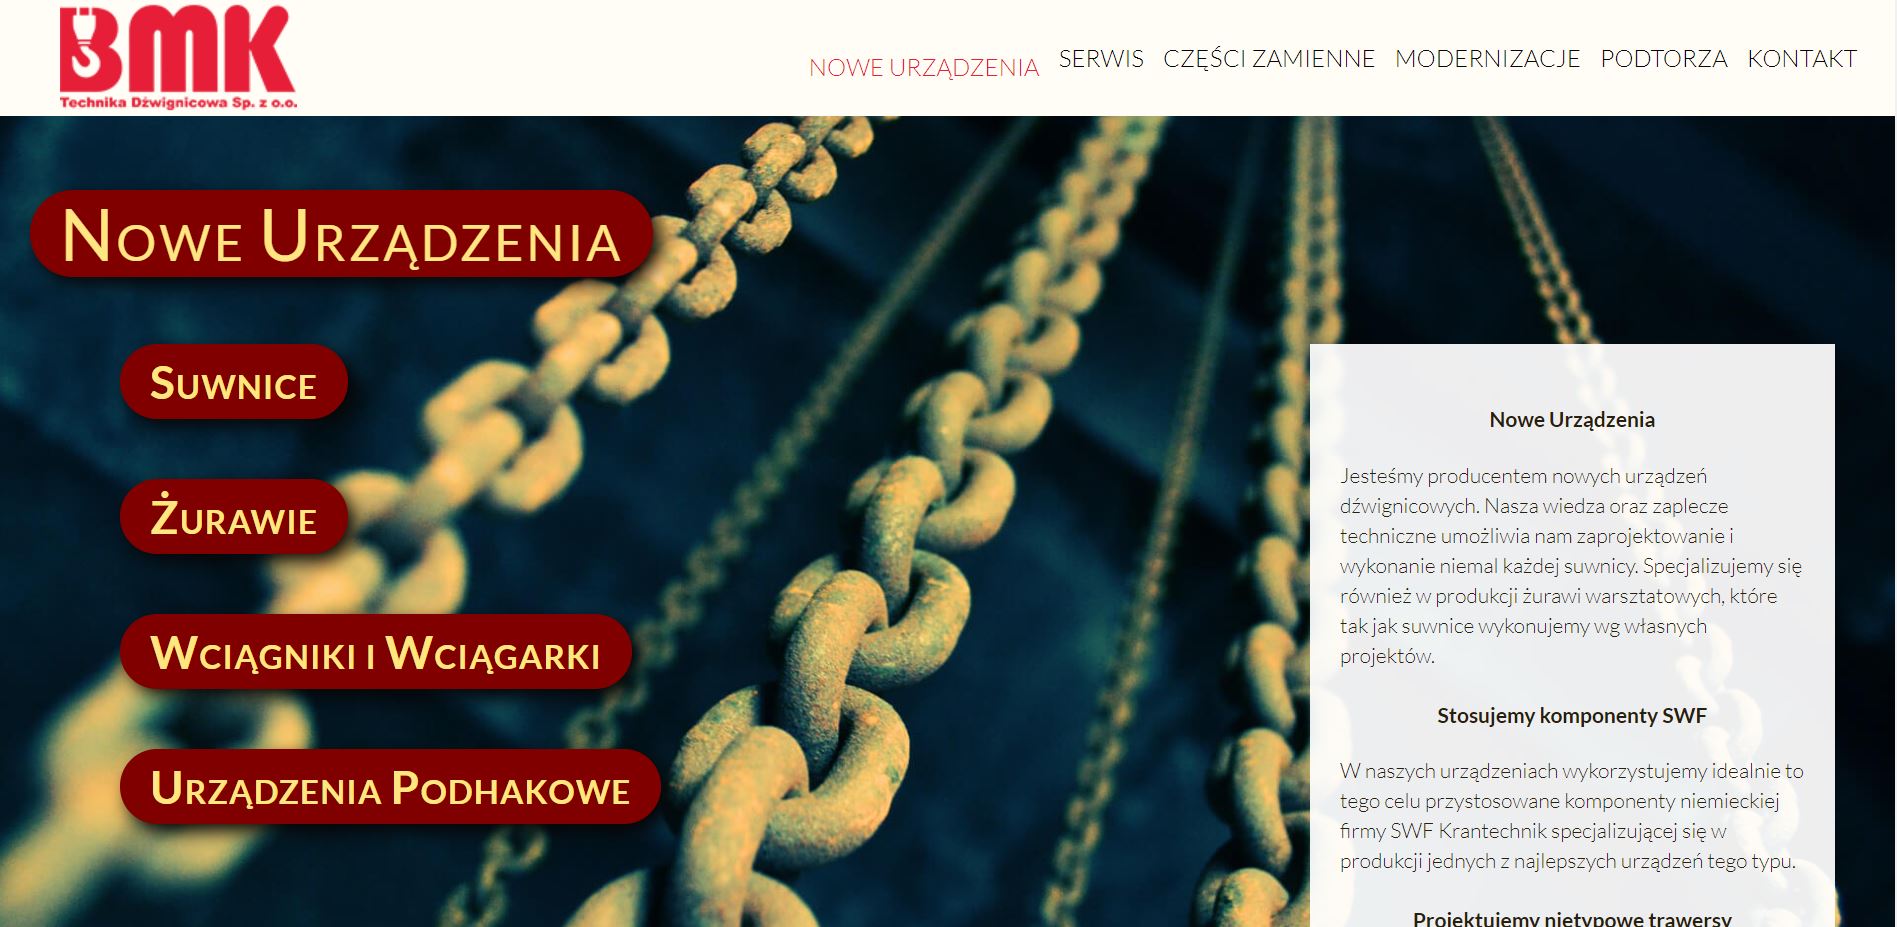 BMK
Technika Dźwignicowa Sp. z o.o.
NOWE URZĄDZENIA SERWIS CZĘŚCI ZAMIENNE MODERNIZACJE PODTORZA KONTAKT
Nowe Urządzenia
Suwnice
Żurawie
Wciągniki i Wciągarki
Urządzenia Podhakowe
Nowe Urządzenia
Jesteśmy producentem nowych urządzeń
dźwignicowych. Nasza wiedza oraz zaplecze
techniczne umożliwia nam zaprojektowanie i
wykonanie niemal każdej suwnicy. Specjalizujemy się
również w produkcji żurawi warsztatowych, które
tak jak suwnice wykonujemy wg własnych
projektów.
Stosujemy komponenty SWF
W naszych urządzeniach wykorzystujemy idealnie to
tego celu przystosowane komponenty niemieckiej
firmy SWF Krantechnik specjalizującej się w
produkcji jednych z najlepszych urządzeń tego typu.
Projektujemy nietypowe trawersy